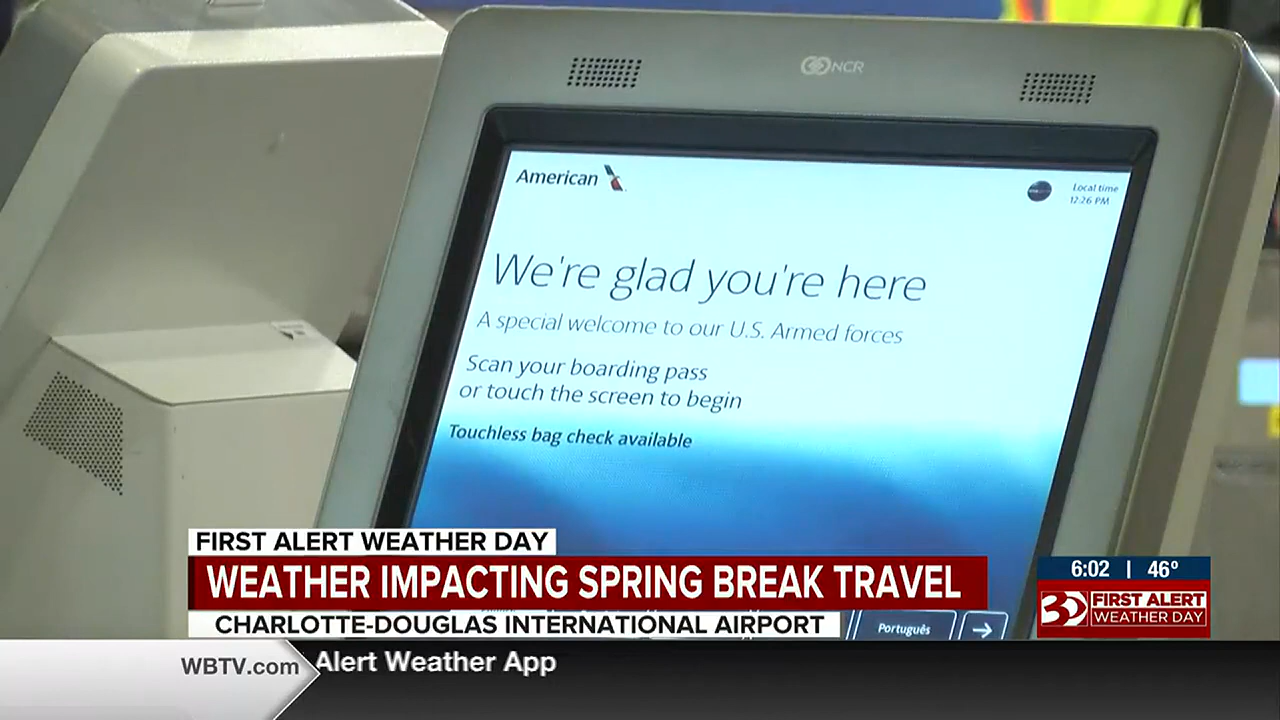 NCR
American
Local time
12:26 PM
We're glad you're here
A special welcome to our U.S. Armed forces
Scan your boarding pass
or touch the screen to begin
Touchless bag check available
Português
FIRST ALERT WEATHER DAY
WEATHER IMPACTING SPRING BREAK TRAVEL
CHARLOTTE-DOUGLAS INTERNATIONAL AIRPORT
6:02 | 46°
3 FIRST ALERT
WEATHER DAY
WBTV.com Alert Weather App